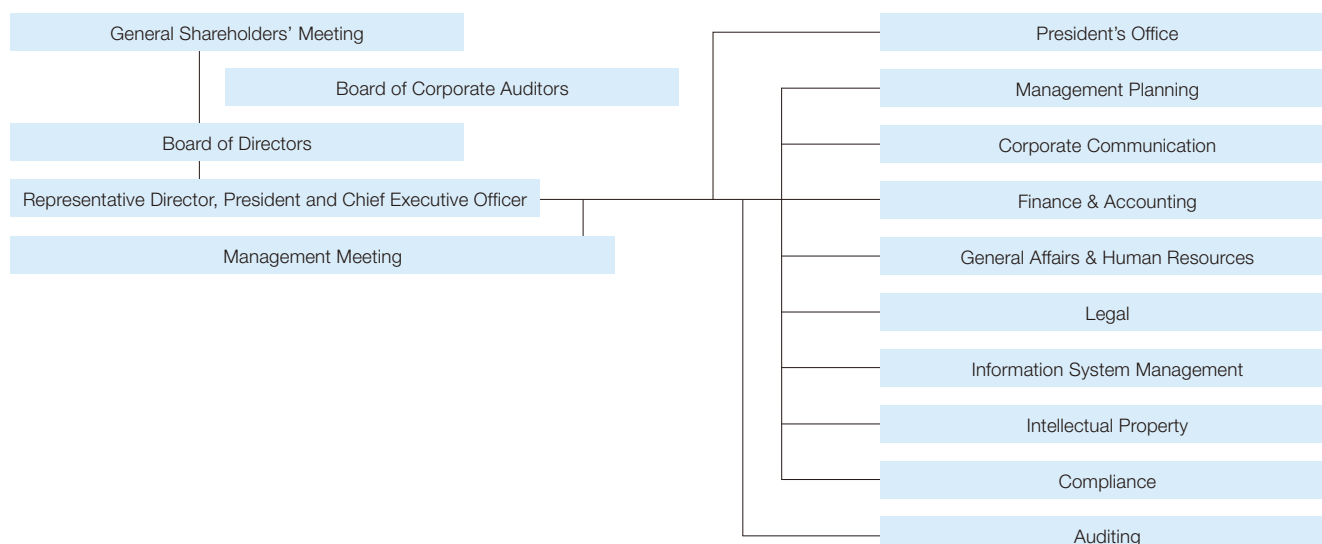 General Shareholders’ Meeting
Board of Corporate Auditors
Board of Directors
Representative Director, President and Chief Executive Officer
Management Meeting
President’s Office
Management Planning
Corporate Communication
Finance & Accounting
General Affairs & Human Resources
Legal
Information System Management
Intellectual Property
Compliance
Auditing